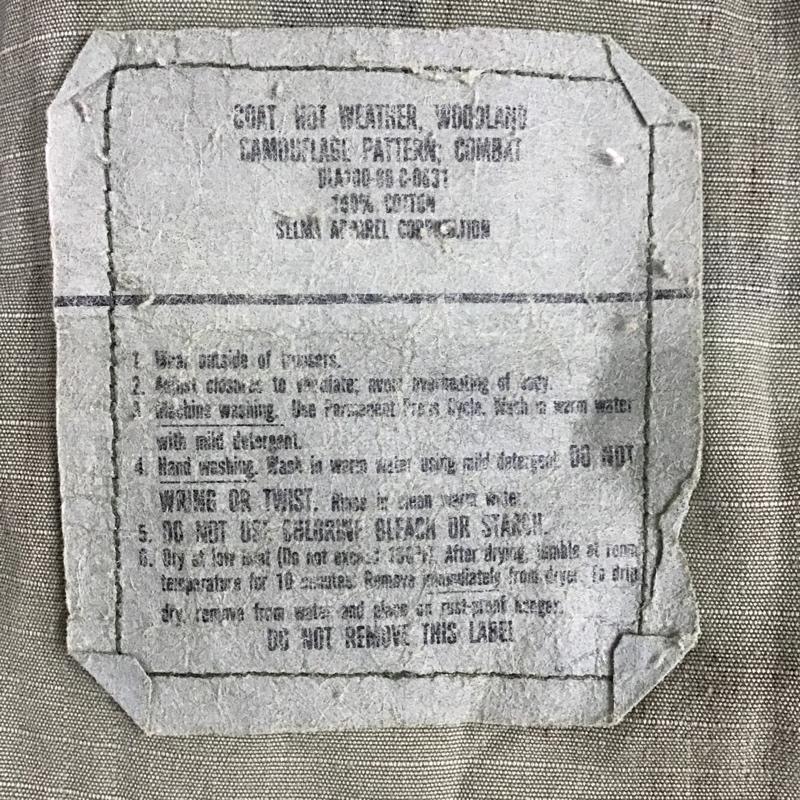 COAT, HOT WEATHER, WOODLAND
CAMOUFLAGE PATTERN; COMBAT
100% COTTON
SELMA APPAREL CORPORATION
1. Wear outside of trousers.
2. Adjust closures to ventilate; avoid overheating of body.
3. Machine washing. Use Permanent Press Cycle. Wash in warm water
with mild detergent.
4. Hand washing. Wash in warm water using mild detergent. DO NOT
WRING OR TWIST. Rinse in clean warm water.
5. DO NOT USE CHLORINE BLEACH OR STARCH.
6. Dry at low heat (Do not exceed After drying, tumble at room
temperature for 10 minutes. Remove immediately from dryer. To drip
dry, remove from water and place on rust-proof hanger.
DO NOT REMOVE THIS LABEL